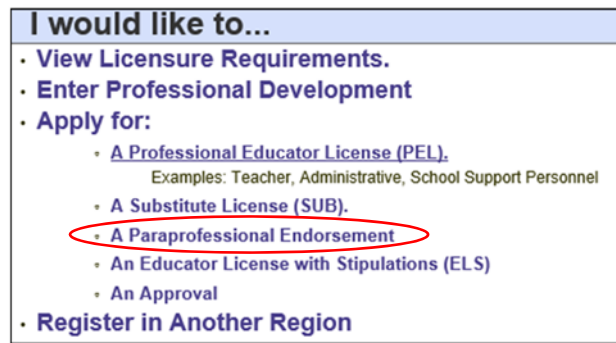 I would like to...
View Licensure Requirements.
Enter Professional Development
Apply for:
A Professional Educator License (PEL).
Examples: Teacher, Administrative, School Support Personnel
A Substitute License (SUB).
A Paraprofessional Endorsement
An Educator License with Stipulations (ELS)
An Approval
Register in Another Region